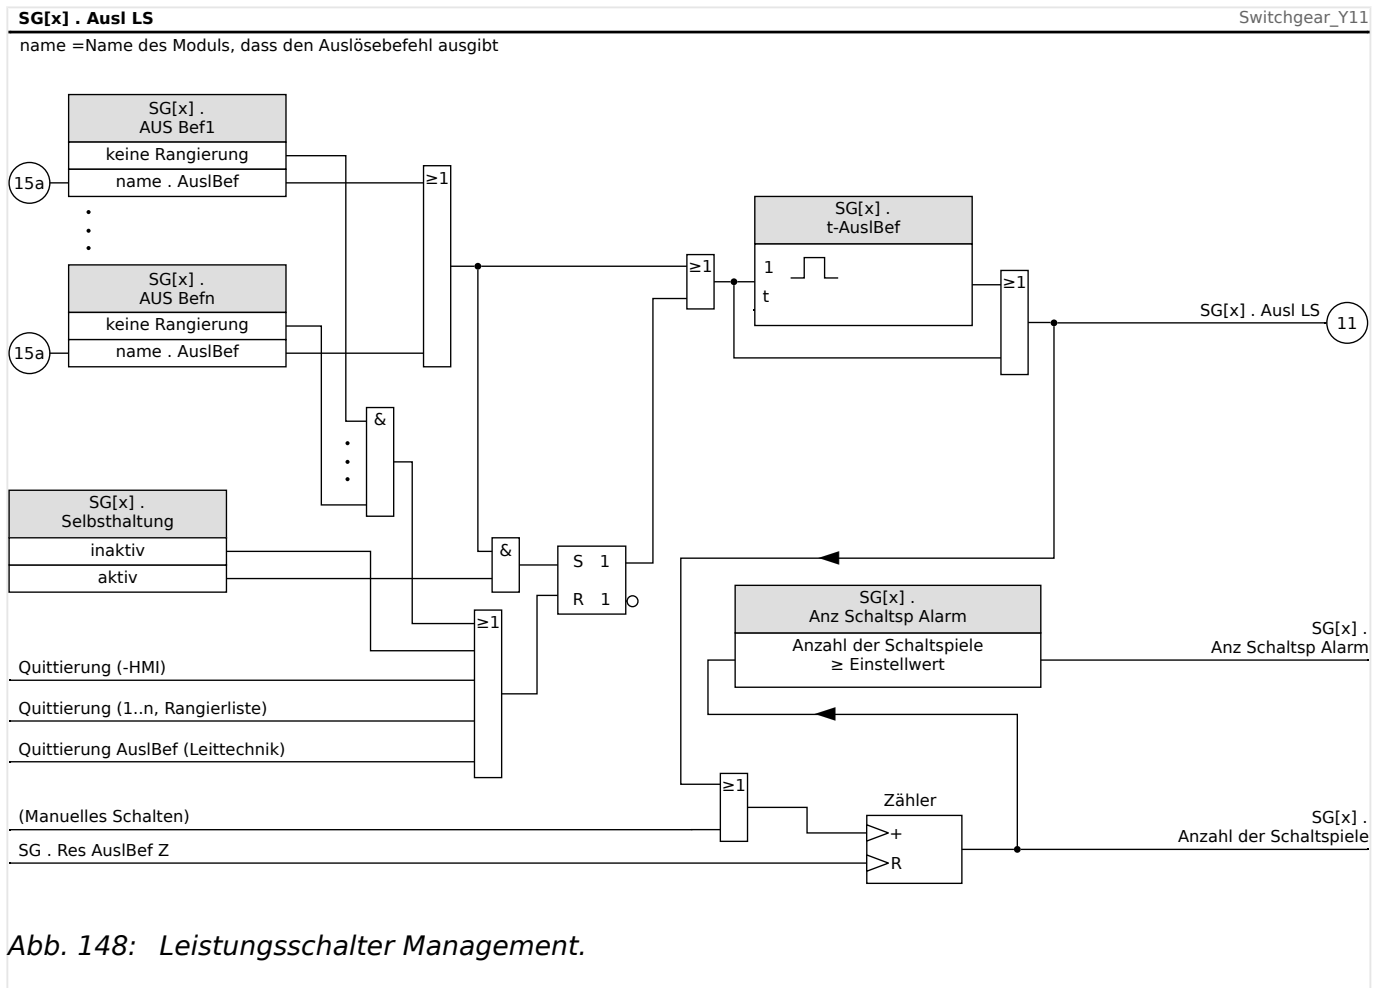 SG[x] . Ausl LS
Switchgear_Y11
name =Name des Moduls, dass den Auslösebefehl ausgibt
SG[x] .
AUS Bef1
keine Rangierung
15a
name . AuslBef
≥1
SG[x] .
t-AuslBef
1
t
≥1
≥1
SG[x] . Ausl LS
11
SG[x] .
AUS Befn
keine Rangierung
15a
name . AuslBef
&
SG[x] .
Selbsthaltung
inaktiv
aktiv
&
S 1
R 1
≥1
SG[x] .
Anz Schaltsp Alarm
Anzahl der Schaltspiele
≥ Einstellwert
SG[x] .
Anz Schaltsp Alarm
Quittierung (-HMI)
Quittierung (1..n, Rangierliste)
Quittierung AuslBef (Leittechnik)
≥1
Zähler
(Manuelles Schalten)
+
SG[x] .
Anzahl der Schaltspiele
SG . Res AuslBef Z
R
Abb. 148: Leistungsschalter Management.